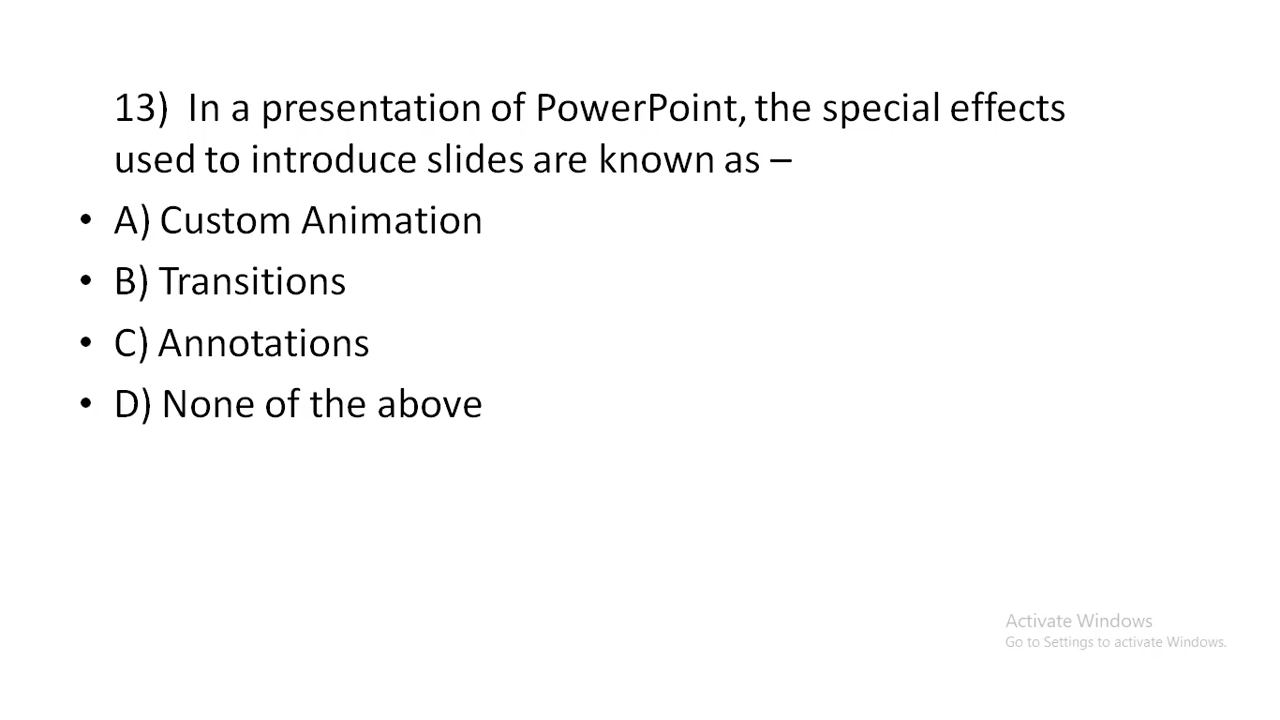 13)  In a presentation of PowerPoint, the special effects
used to introduce slides are known as –
• A) Custom Animation
• B) Transitions
• C) Annotations
• D) None of the above
Activate Windows
Go to Settings to activate Windows.